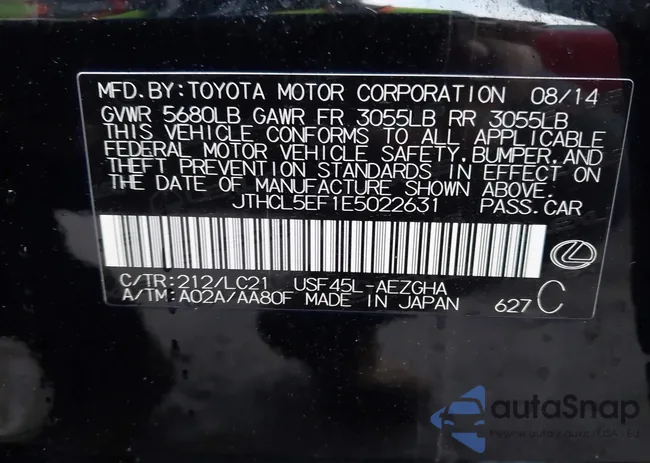 MFD.BY:TOYOTA MOTOR CORPORATION 08/14
GVWR 5680LB GAWR FR 3055LB RR 3055LB
THIS VEHICLE CONFORMS TO ALL APPLICABLE
FEDERAL MOTOR VEHICLE SAFETY,BUMPER,AND
THEFT PREVENTION STANDARDS IN EFFECT ON
THE DATE OF MANUFACTURE SHOWN ABOVE.
JTHCL5EF1E5022631 PASS.CAR
C/TR:212/LC21 USF45L-AEZGHA
A/TM:A02A/AA80F MADE IN JAPAN 627 C
autaSnap